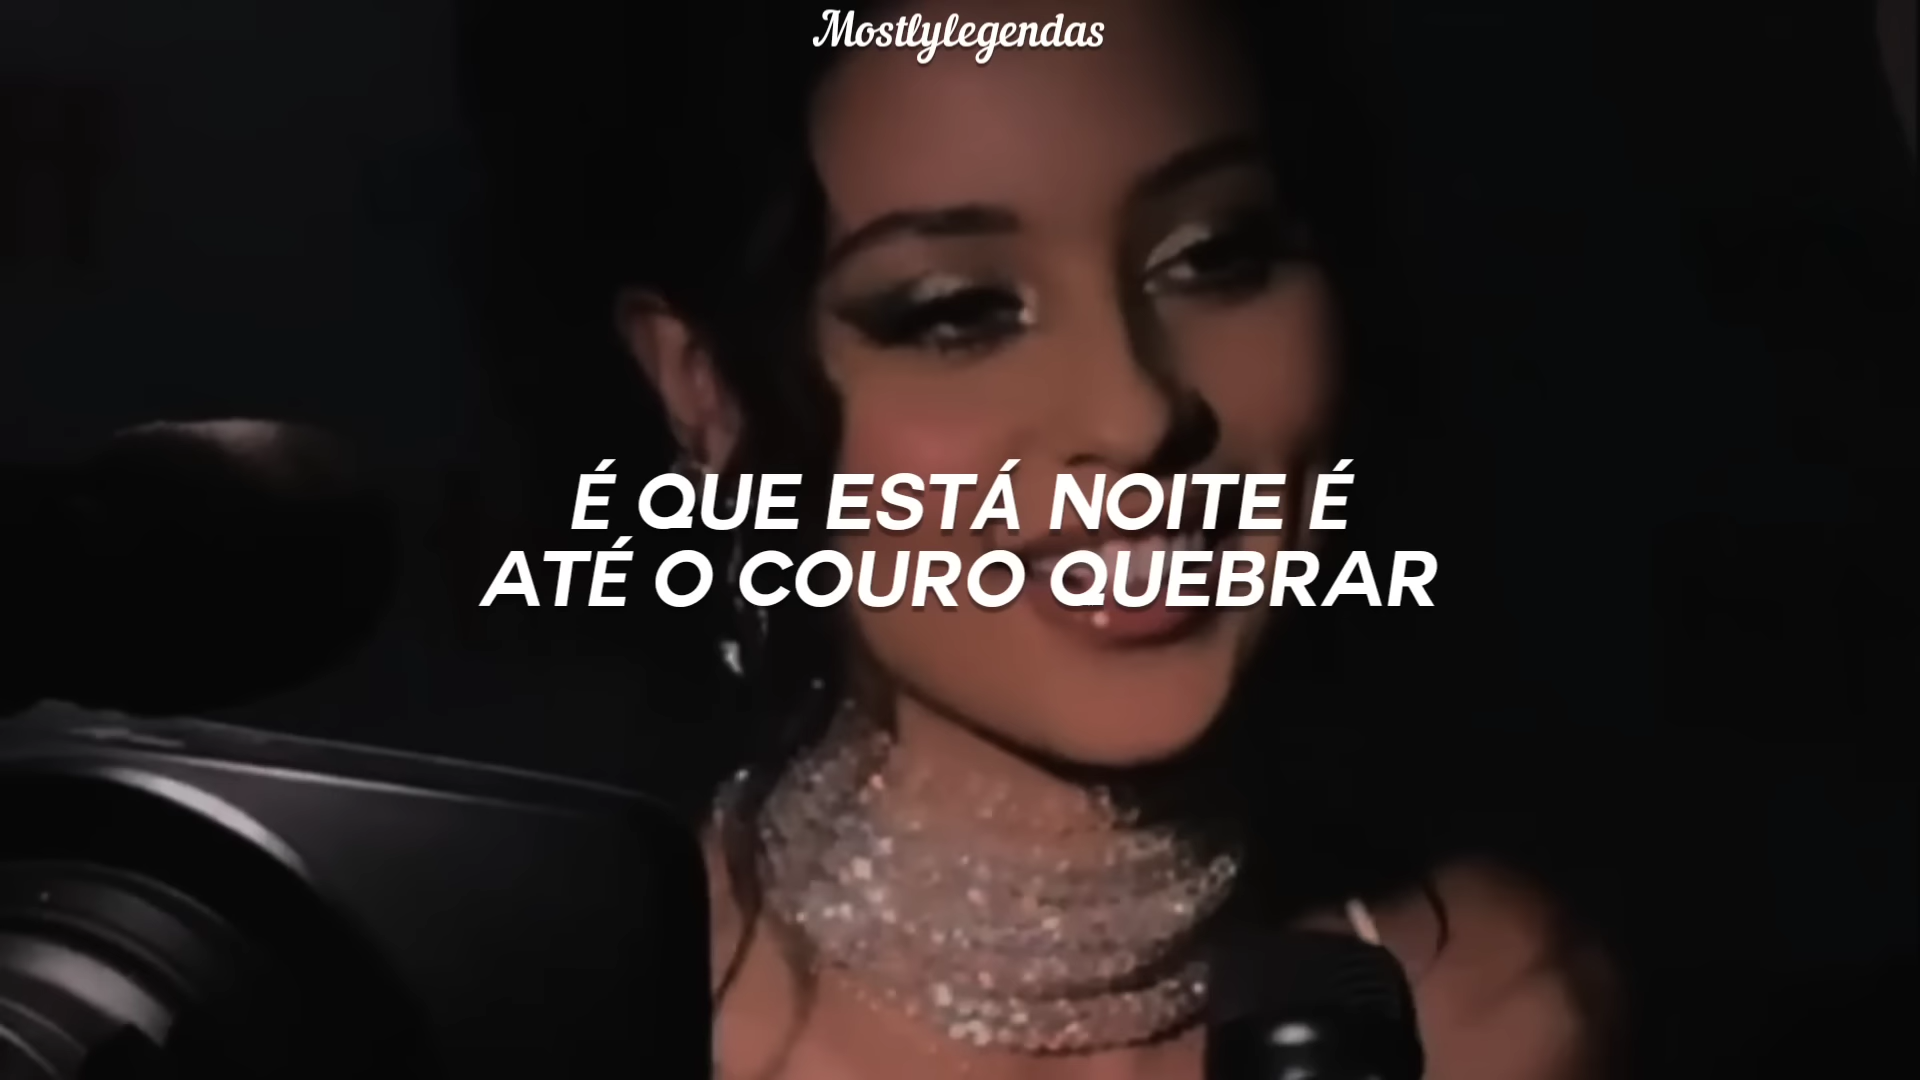 Mostlylegendas
É QUE ESTÁ NOITE É
ATÉ O COURO QUEBRAR